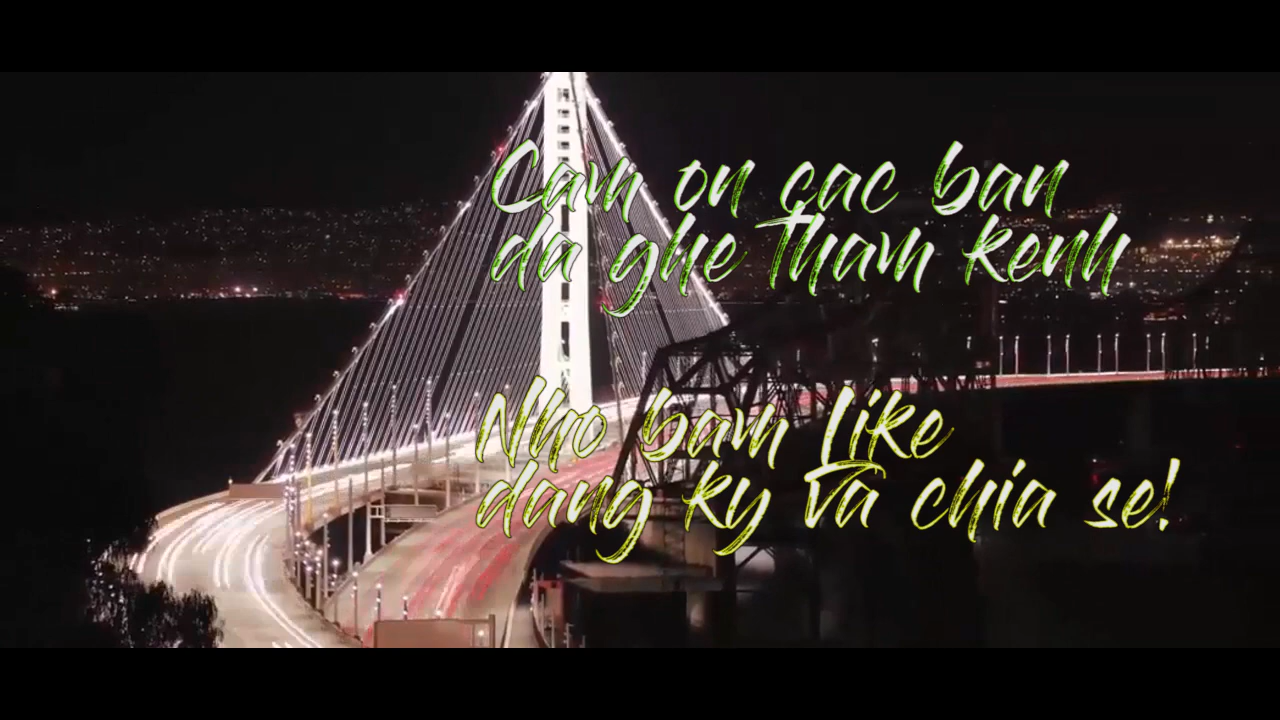 Cam on cac ban
da ghe tham kenh
Nho bam like
dang ky va chia se!